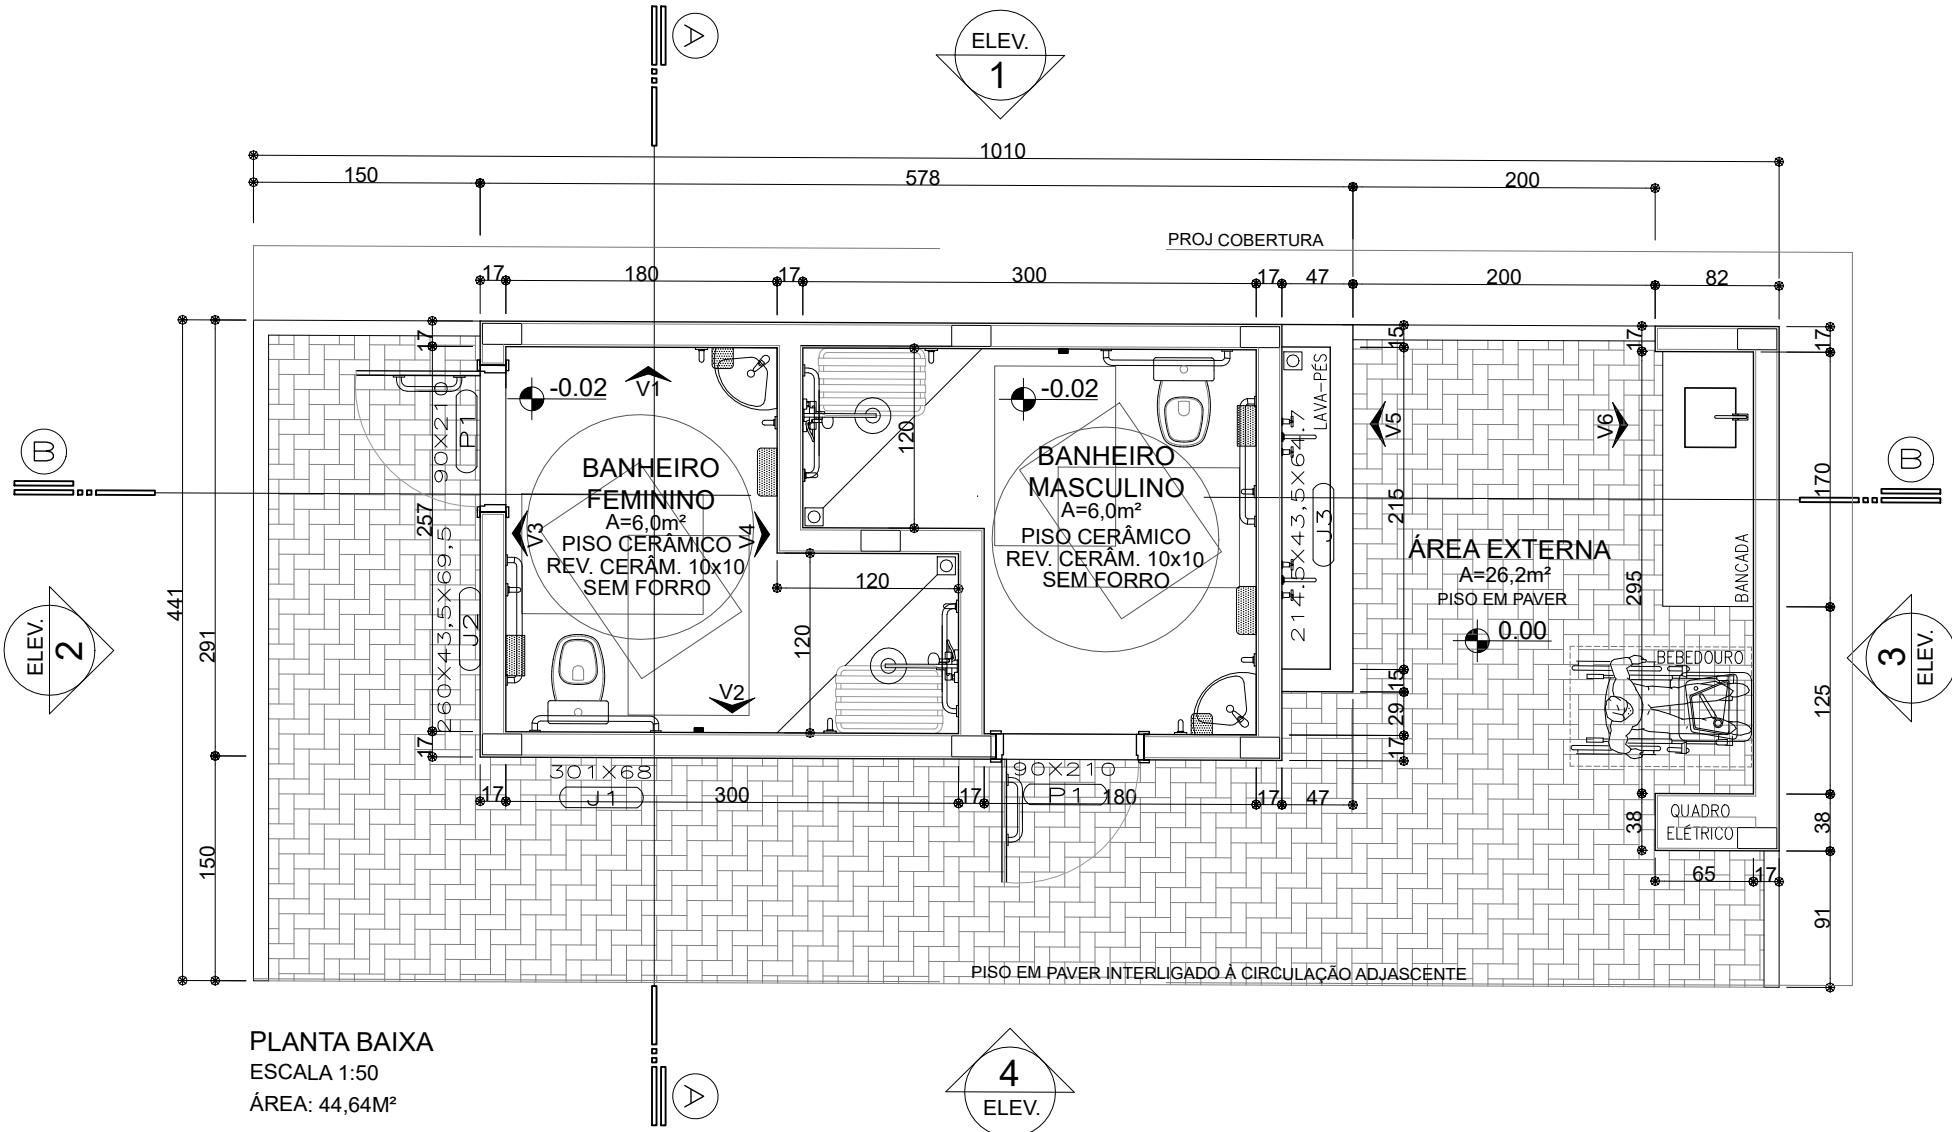 A
ELEV.
1
1010
150
578
200
PROJ COBERTURA
17
180
17
300
17
47
200
82
17
15
17
17
-0.02
V1
-0.02
LAVA-PÉS
V5
V6
P1
90X210
120
B
B
BANHEIRO
FEMININO
A=6,0m²
PISO CERÂMICO
REV. CERÂM. 10x10
SEM FORRO
V3
V4
BANHEIRO
MASCULINO
A=6,0m²
PISO CERÂMICO
REV. CERÂM. 10x10
SEM FORRO
J3
214.5X43,5X64.7
215
170
257
ÁREA EXTERNA
A=26,2m²
PISO EM PAVER
0.00
295
BANCADA
120
120
441
291
J2
260X43,5X69,5
ELEV.
2
3
ELEV.
BEBEDOURO
V2
15
29
17
125
17
301X68
J1
17
300
17
90X210
P1
180
17
47
QUADRO
ELÉTRICO
38
38
65
17
150
91
PISO EM PAVER INTERLIGADO À CIRCULAÇÃO ADJASCENTE
PLANTA BAIXA
ESCALA 1:50
ÁREA: 44,64M²
A
4
ELEV.